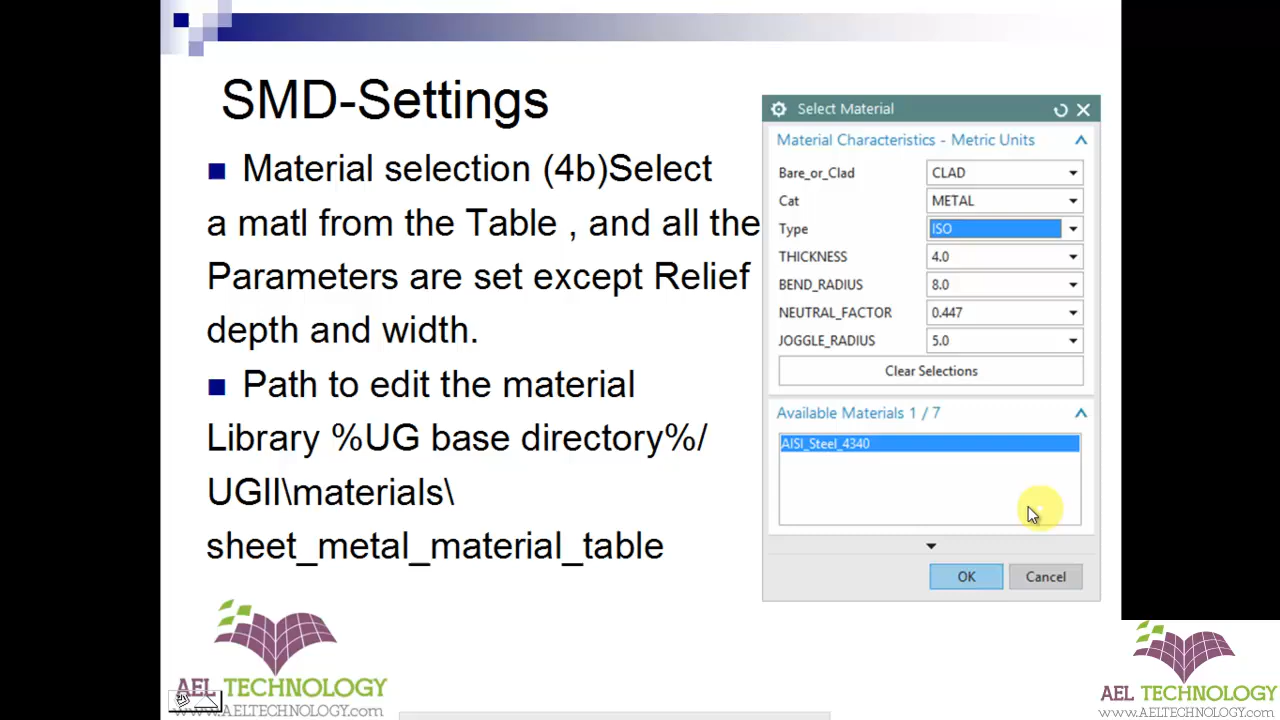 SMD-Settings
Material selection (4b)Select
a matl from the Table , and all the
Parameters are set except Relief
depth and width.
Path to edit the material
Library %UG base directory%/
UGII\materials\
sheet_metal_material_table
Select Material
Material Characteristics - Metric Units
Bare_or_Clad CLAD
Cat METAL
Type ISO
THICKNESS 4.0
BEND_RADIUS 8.0
NEUTRAL_FACTOR 0.447
JOGGLE_RADIUS 5.0
Clear Selections
Available Materials 1 / 7
AISI_Steel_4340
OK Cancel
AEL TECHNOLOGY
www.AELTECHNOLOGY.com
AEL TECHNOLOGY
www.AELTECHNOLOGY.com